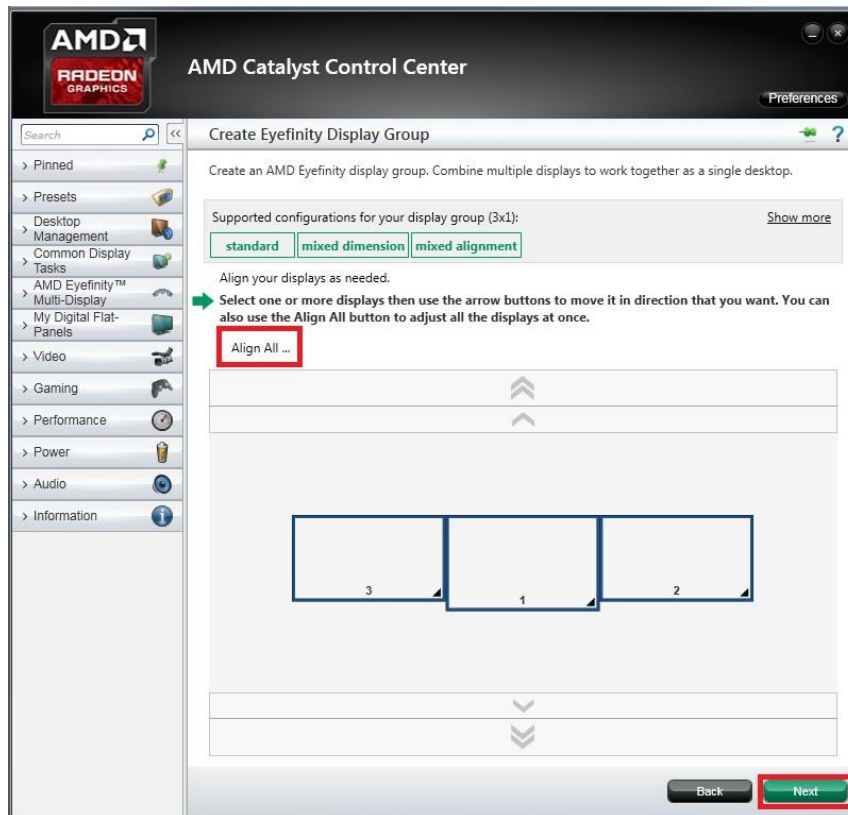 AMD
RADEON
GRAPHICS
AMD Catalyst Control Center
Preferences
Search
<<
Create Eyefinity Display Group
?
> Pinned
> Presets
> Desktop
Management
> Common Display
Tasks
> AMD Eyefinity™
Multi-Display
> My Digital Flat-
Panels
> Video
> Gaming
> Performance
> Power
> Audio
> Information
Create an AMD Eyefinity display group. Combine multiple displays to work together as a single desktop.
Supported configurations for your display group (3x1):
Show more
standard
mixed dimension
mixed alignment
Align your displays as needed.
Select one or more displays then use the arrow buttons to move it in direction that you want. You can
also use the Align All button to adjust all the displays at once.
Align All ...
3
1
2
Back
Next